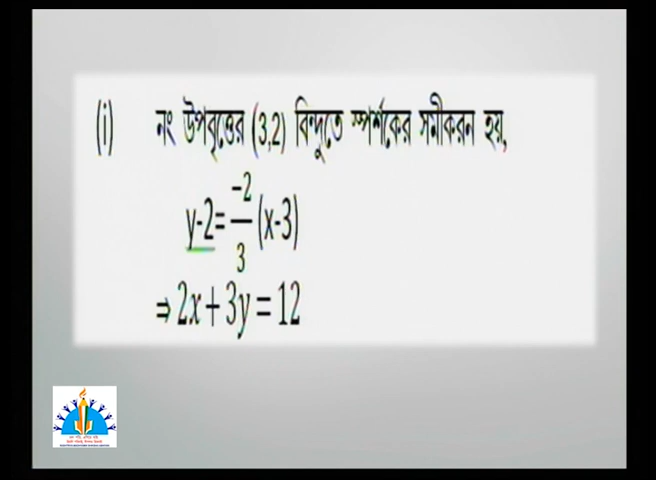 (i) নং উপবৃত্তের (3,2) বিন্দুতে স্পর্শকের সমীকরন হয়,
y-2= -2/3 (x-3)
⇒ 2x + 3y = 12